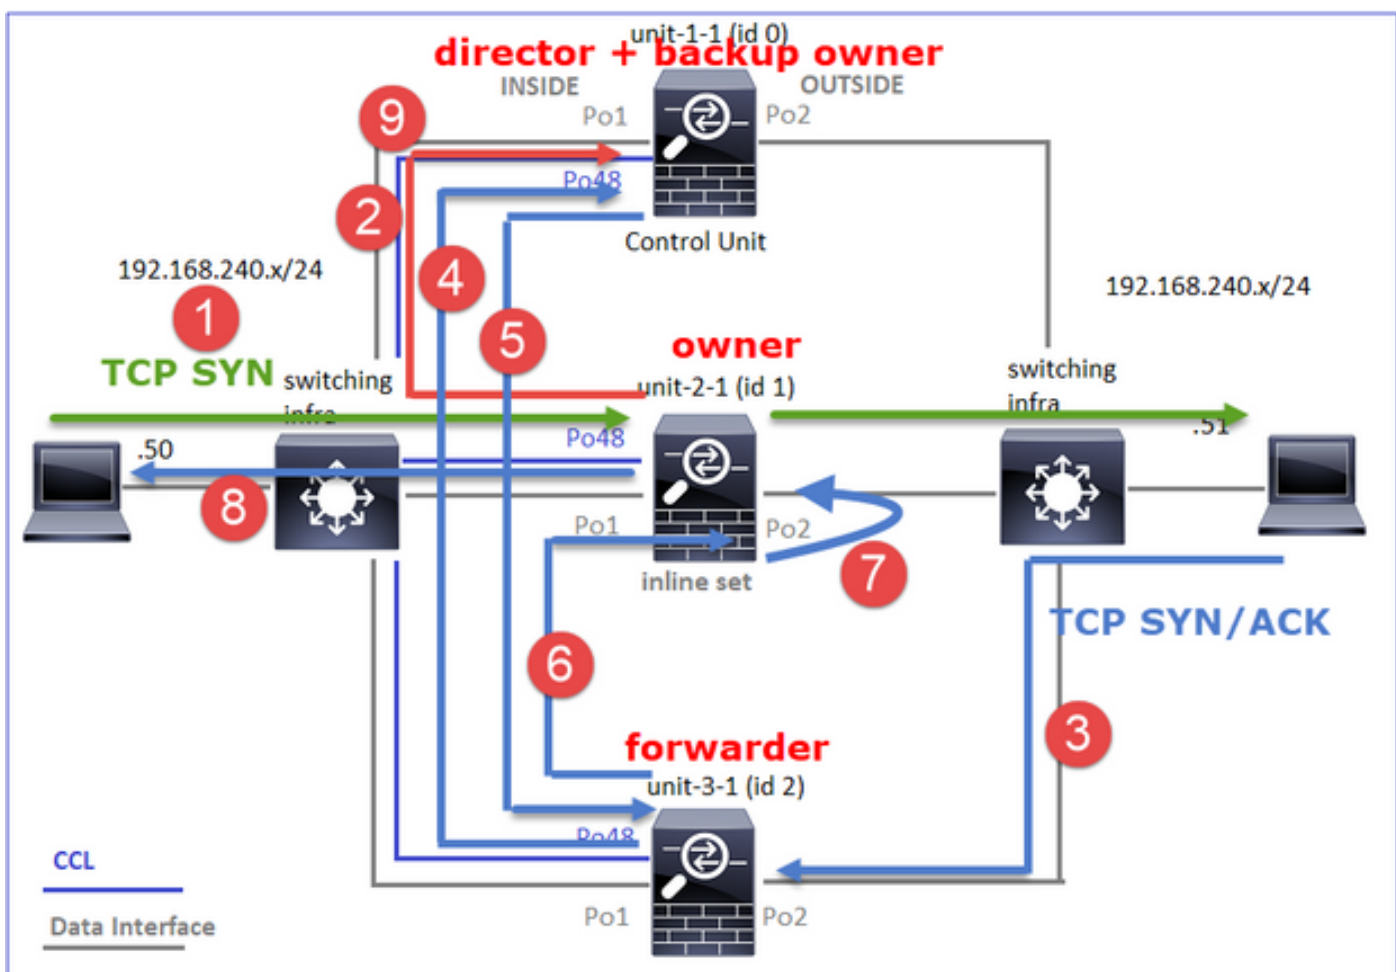 unit-1-1 (id 0)
director + backup owner
INSIDE
OUTSIDE
9
Po1
Po2
Po48
2
Control Unit
192.168.240.x/24
4
192.168.240.x/24
1
5
owner
TCP SYN
switching
infra
unit-2-1 (id 1)
switching
infra
.50
Po48
.51
8
Po1
Po2
7
inline set
TCP SYN/ACK
6
3
forwarder
unit-3-1 (id 2)
Po48
CCL
Data Interface
Po1
Po2